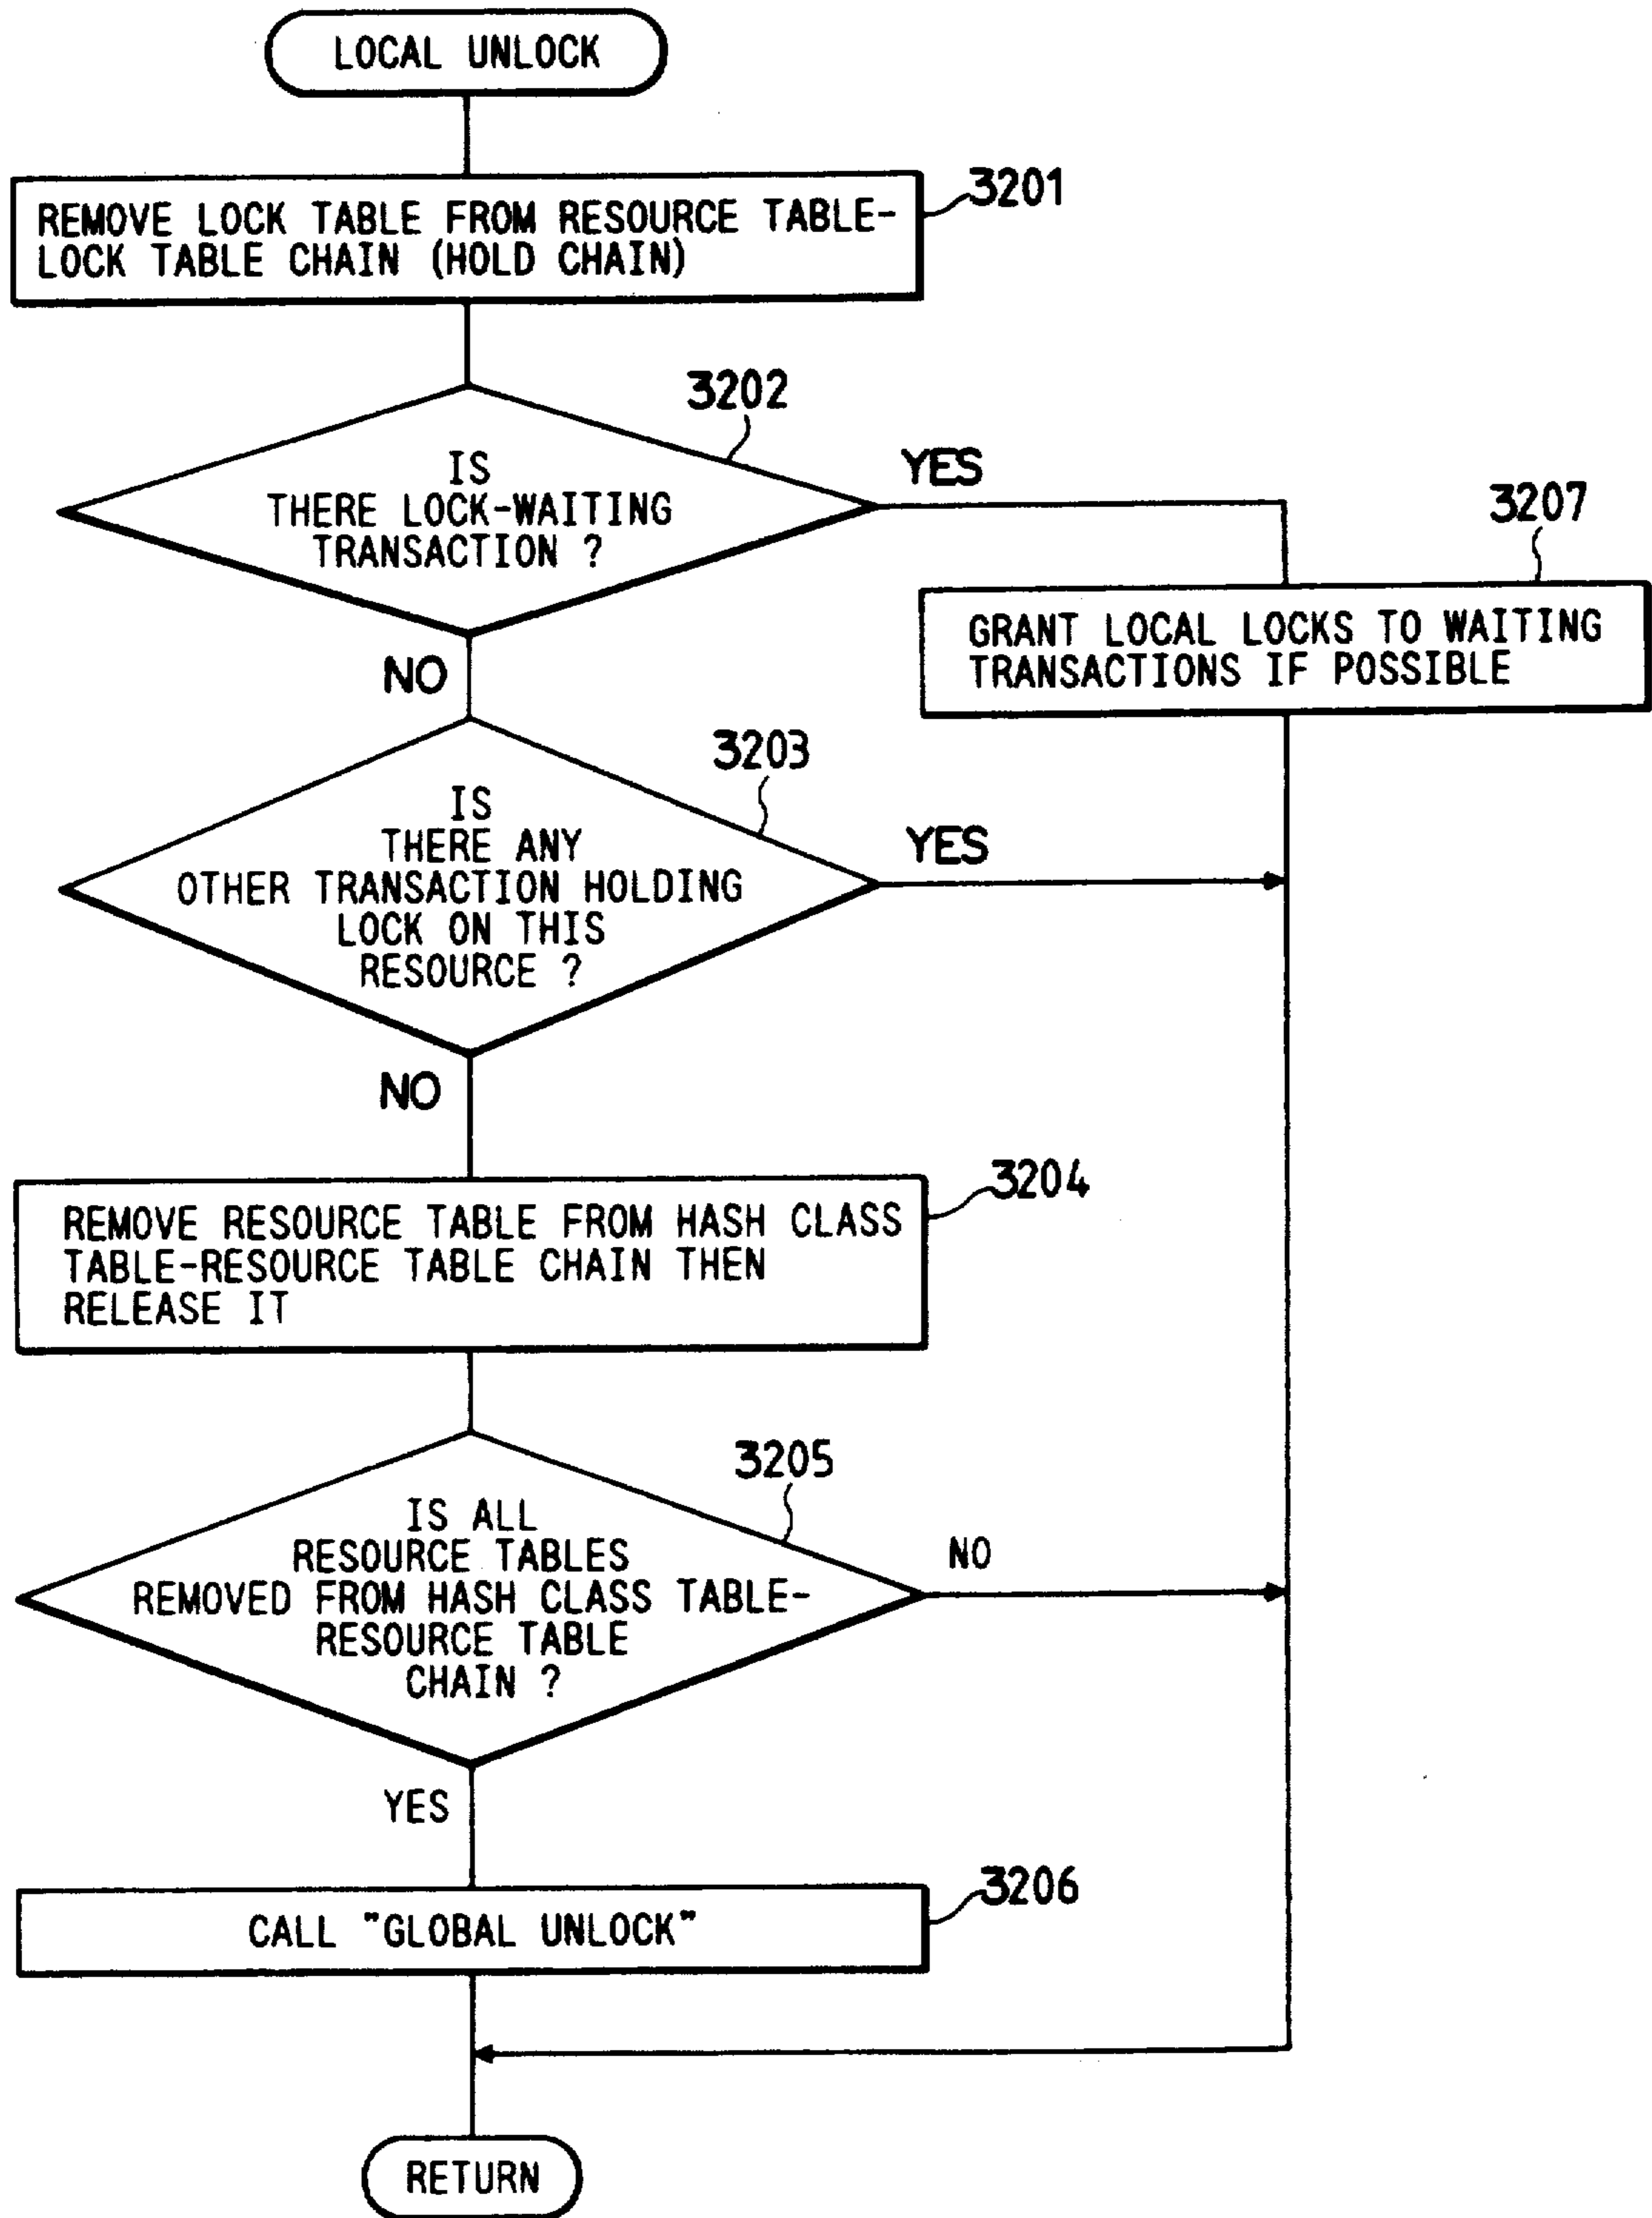 LOCAL UNLOCK
3201
REMOVE LOCK TABLE FROM RESOURCE TABLE-
LOCK TABLE CHAIN (HOLD CHAIN)
3202
IS
THERE LOCK-WAITING
TRANSACTION ?
YES
NO
3207
GRANT LOCAL LOCKS TO WAITING
TRANSACTIONS IF POSSIBLE
3203
IS
THERE ANY
OTHER TRANSACTION HOLDING
LOCK ON THIS
RESOURCE ?
YES
NO
3204
REMOVE RESOURCE TABLE FROM HASH CLASS
TABLE-RESOURCE TABLE CHAIN THEN
RELEASE IT
3205
IS ALL
RESOURCE TABLES
REMOVED FROM HASH CLASS TABLE-
RESOURCE TABLE
CHAIN ?
NO
YES
3206
CALL "GLOBAL UNLOCK"
RETURN